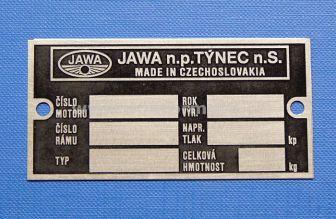 JAWA
JAWA n.p. TÝNEC n.S.
MADE IN CZECHOSLOVAKIA
ČÍSLO MOTORU
ROK VÝR.
ČÍSLO RÁMU
NAPR. TLAK
kp
TYP
CELKOVÁ HMOTNOST
kg